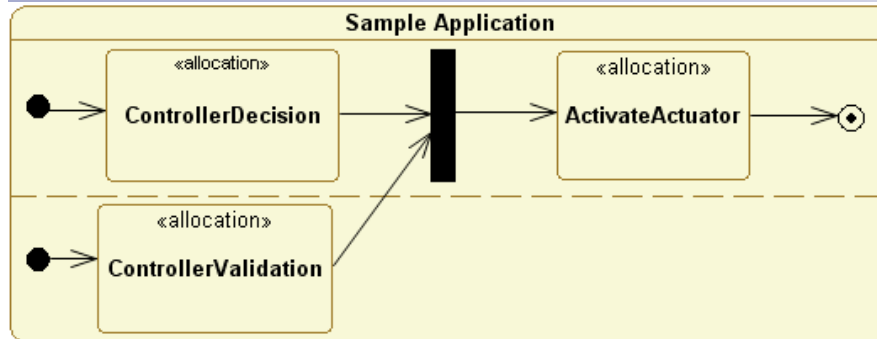 Sample Application
«allocation»
ControllerDecision
«allocation»
ActivateActuator
«allocation»
ControllerValidation